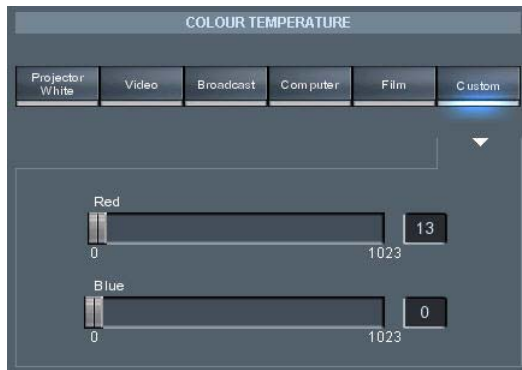 COLOUR TEMPERATURE
Projector White Video Broadcast Computer Film Custom
Red
13
0 1023
Blue
0
0 1023